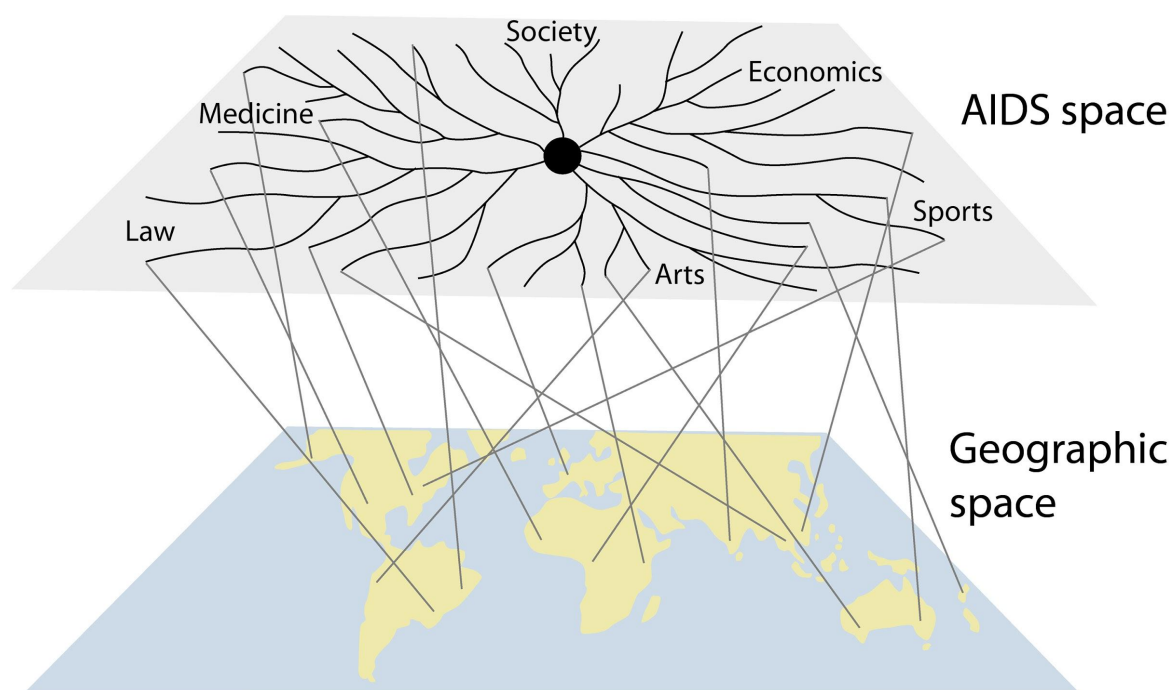 Society
Economics
AIDS space
Medicine
Sports
Law
Arts
Geographic
space